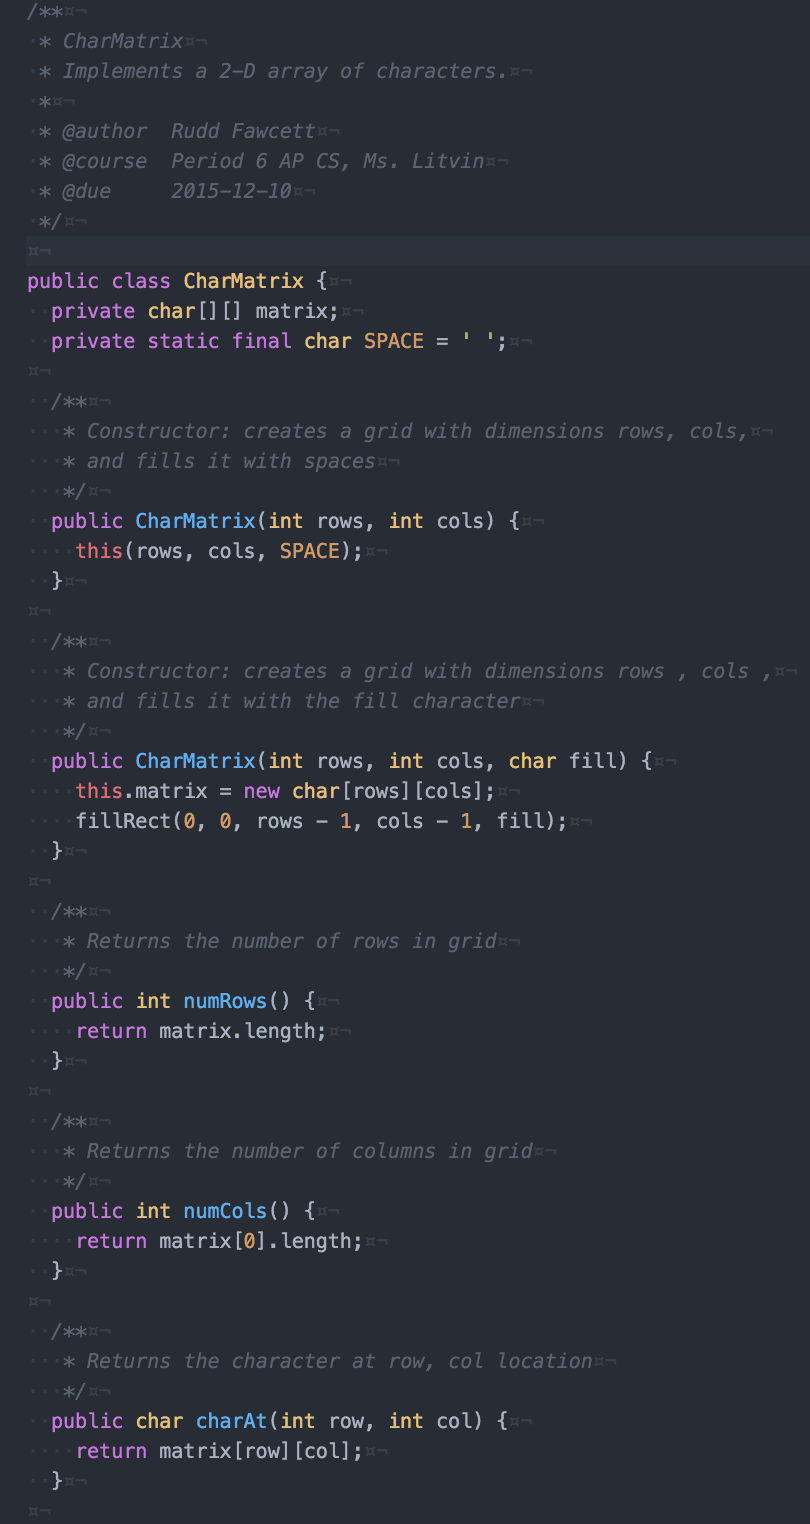 /**
 * CharMatrix
 * Implements a 2-D array of characters.
 *
 * @author  Rudd Fawcett
 * @course  Period 6 AP CS, Ms. Litvin
 * @due     2015-12-10
 */

public class CharMatrix {
  private char[][] matrix;
  private static final char SPACE = ' ';

  /**
   * Constructor: creates a grid with dimensions rows, cols,
   * and fills it with spaces
   */
  public CharMatrix(int rows, int cols) {
    this(rows, cols, SPACE);
  }

  /**
   * Constructor: creates a grid with dimensions rows , cols ,
   * and fills it with the fill character
   */
  public CharMatrix(int rows, int cols, char fill) {
    this.matrix = new char[rows][cols];
    fillRect(0, 0, rows - 1, cols - 1, fill);
  }

  /**
   * Returns the number of rows in grid
   */
  public int numRows() {
    return matrix.length;
  }

  /**
   * Returns the number of columns in grid
   */
  public int numCols() {
    return matrix[0].length;
  }

  /**
   * Returns the character at row, col location
   */
  public char charAt(int row, int col) {
    return matrix[row][col];
  }